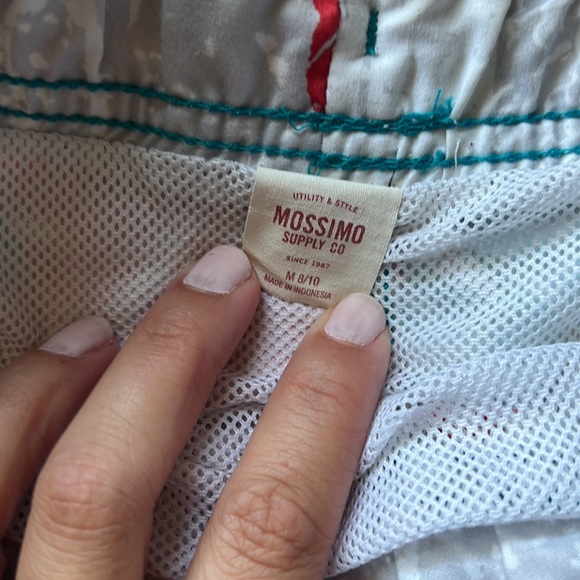 UTILITY & STYLE
MOSSIMO
SUPPLY CO
SINCE 1987
M 8/10
MADE IN INDONESIA